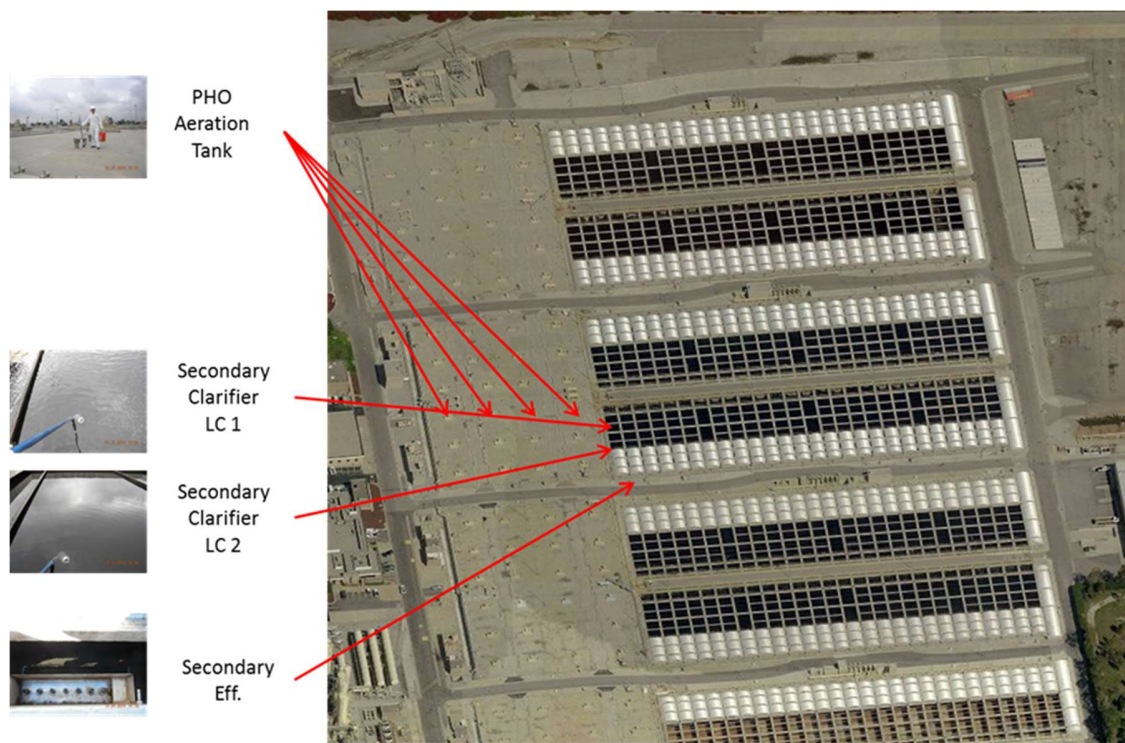 PHO
Aeration
Tank
Secondary
Clarifier
LC 1
Secondary
Clarifier
LC 2
Secondary
Eff.